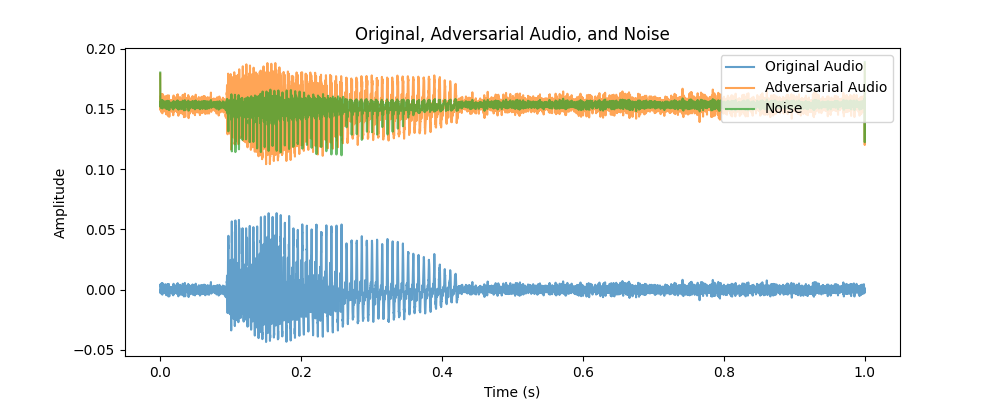 Original, Adversarial Audio, and Noise
0.20
0.15
0.10
0.05
0.00
−0.05
Amplitude
Original Audio
Adversarial Audio
Noise
0.0 0.2 0.4 0.6 0.8 1.0
Time (s)